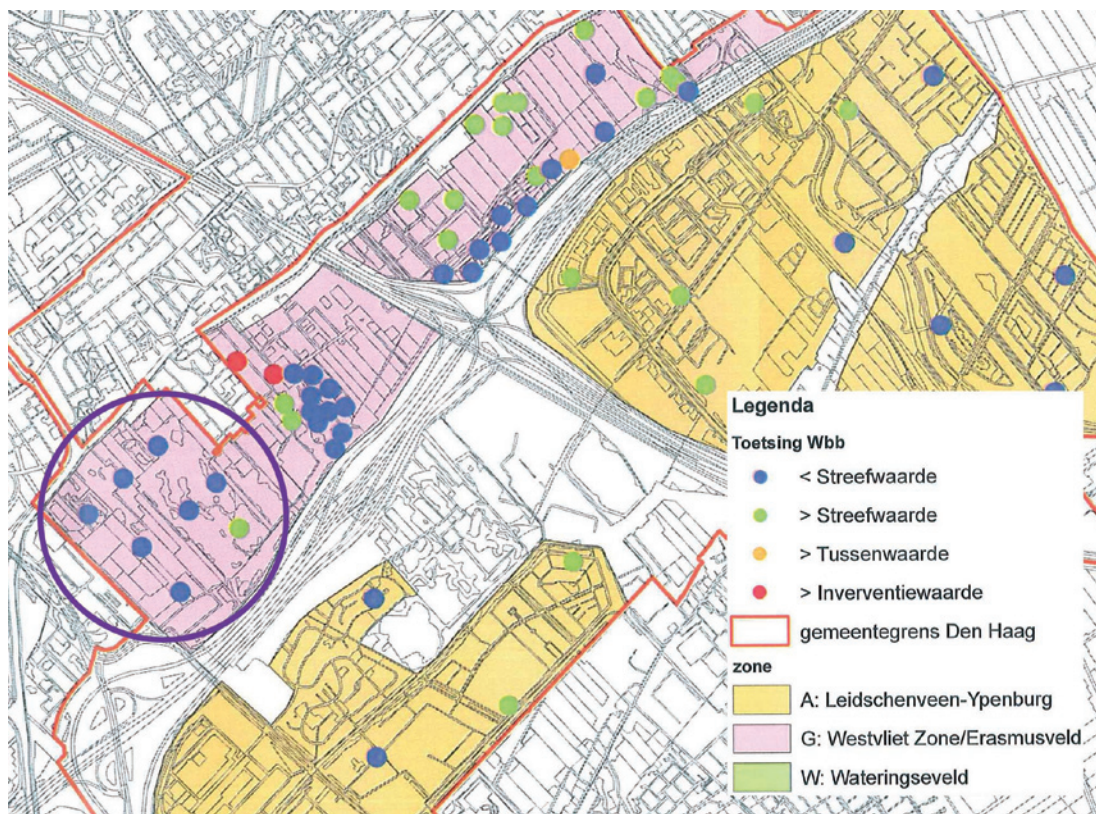 Legenda
Toetsing Wbb
< Streefwaarde
> Streefwaarde
> Tussenwaarde
> Inverventiewaarde
gemeentegrens Den Haag
zone
A: Leidschenveen-Ypenburg
G: Westvliet Zone/Erasmusveld
W: Wateringseveld